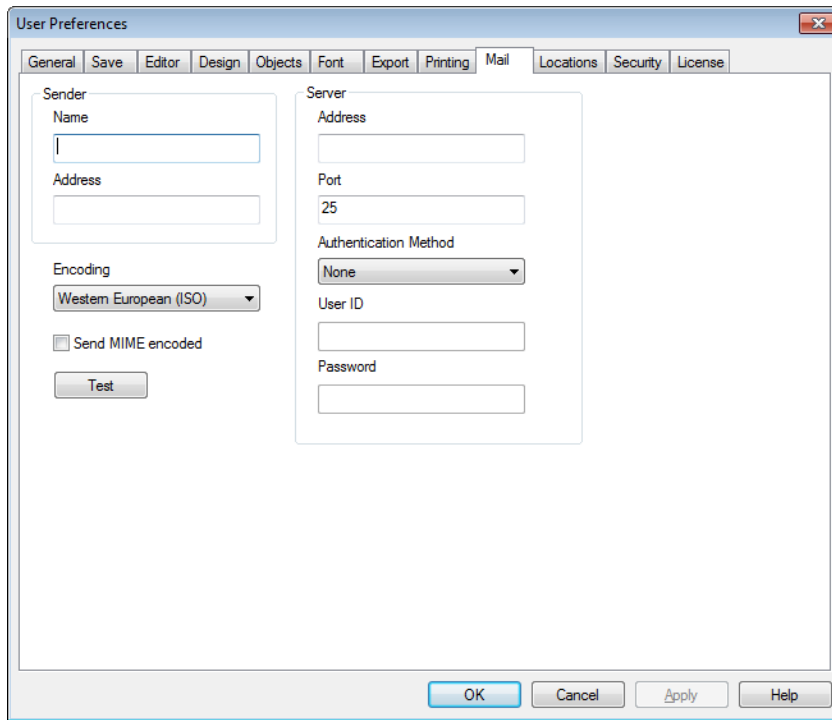 User Preferences
General Save Editor Design Objects Font Export Printing Mail Locations Security License
Sender
Name
Address
Encoding
Western European (ISO)
Send MIME encoded
Test
Server
Address
Port
25
Authentication Method
None
User ID
Password
OK Cancel Apply Help